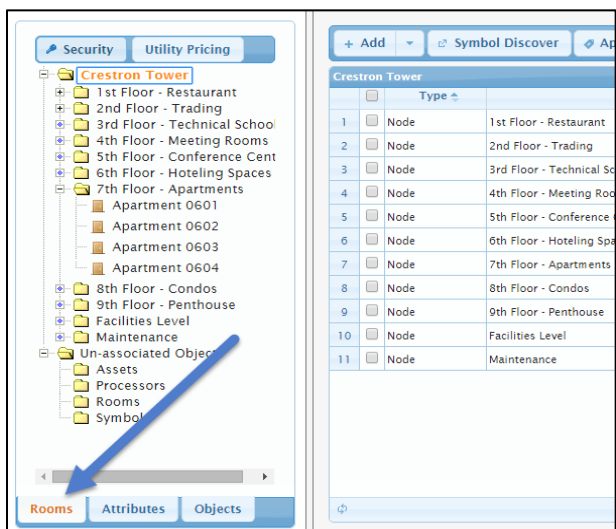 Security
Utility Pricing
Crestron Tower
1st Floor - Restaurant
2nd Floor - Trading
3rd Floor - Technical School
4th Floor - Meeting Rooms
5th Floor - Conference Cent
6th Floor - Hoteling Spaces
7th Floor - Apartments
Apartment 0601
Apartment 0602
Apartment 0603
Apartment 0604
8th Floor - Condos
9th Floor - Penthouse
Facilities Level
Maintenance
Un-associated Objec
Assets
Processors
Rooms
Symbol
Rooms
Attributes
Objects
+ Add
Symbol Discover
Ap
Crestron Tower
Type
1 Node 1st Floor - Restaurant
2 Node 2nd Floor - Trading
3 Node 3rd Floor - Technical Sc
4 Node 4th Floor - Meeting Roo
5 Node 5th Floor - Conference
6 Node 6th Floor - Hoteling Spa
7 Node 7th Floor - Apartments
8 Node 8th Floor - Condos
9 Node 9th Floor - Penthouse
10 Node Facilities Level
11 Node Maintenance